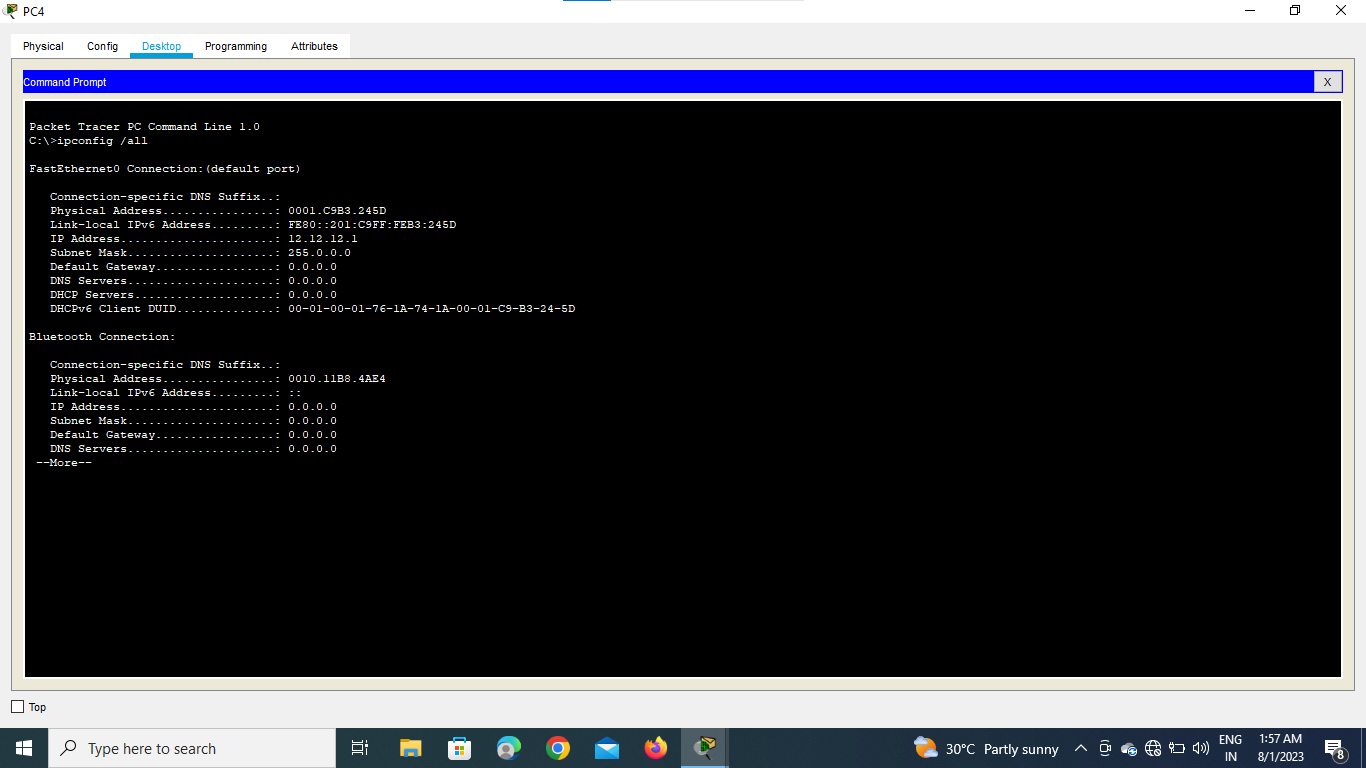 PC4
Physical Config Desktop Programming Attributes
Command Prompt X
Packet Tracer PC Command Line 1.0
C:\>ipconfig /all
FastEthernet0 Connection:(default port)
Connection-specific DNS Suffix..:
Physical Address................: 0001.C9B3.245D
Link-local IPv6 Address.........: FE80::201:C9FF:FEB3:245D
IP Address......................: 12.12.12.1
Subnet Mask.....................: 255.0.0.0
Default Gateway.................: 0.0.0.0
DNS Servers.....................: 0.0.0.0
DHCP Servers....................: 0.0.0.0
DHCPv6 Client DUID..............: 00-01-00-01-76-1A-74-1A-00-01-C9-B3-24-5D
Bluetooth Connection:
Connection-specific DNS Suffix..:
Physical Address................: 0010.11B8.4AE4
Link-local IPv6 Address.........: ::
IP Address......................: 0.0.0.0
Subnet Mask.....................: 0.0.0.0
Default Gateway.................: 0.0.0.0
DNS Servers.....................: 0.0.0.0
--More--
Top
Type here to search
30°C Partly sunny
ENG
IN
1:57 AM
8/1/2023
8